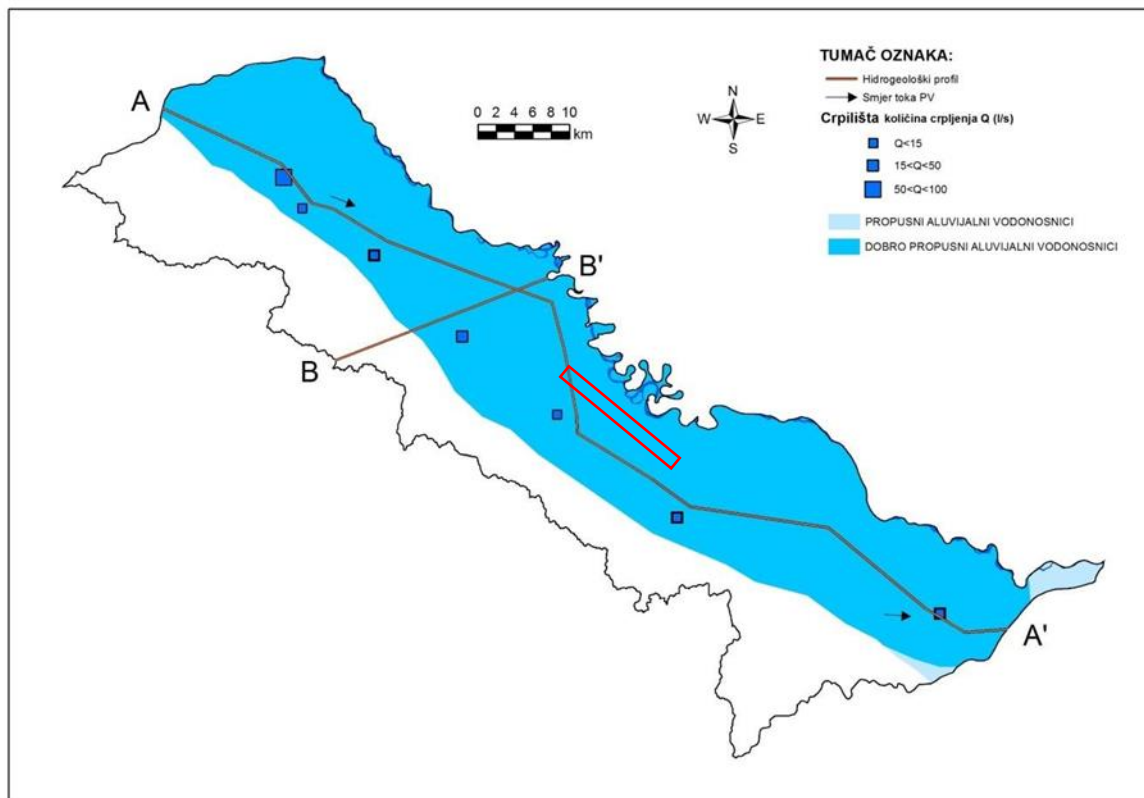 TUMAČ OZNAKA:
Hidrogeološki profil
Smjer toka PV
Crpilišta količina crpljenja Q (l/s)
Q<15
15<Q<50
50<Q<100
PROPUSNI ALUVIJALNI VODONOSNICI
DOBRO PROPUSNI ALUVIJALNI VODONOSNICI
0 2 4 6 8 10
km
N
W E
S
A
B'
B
A'